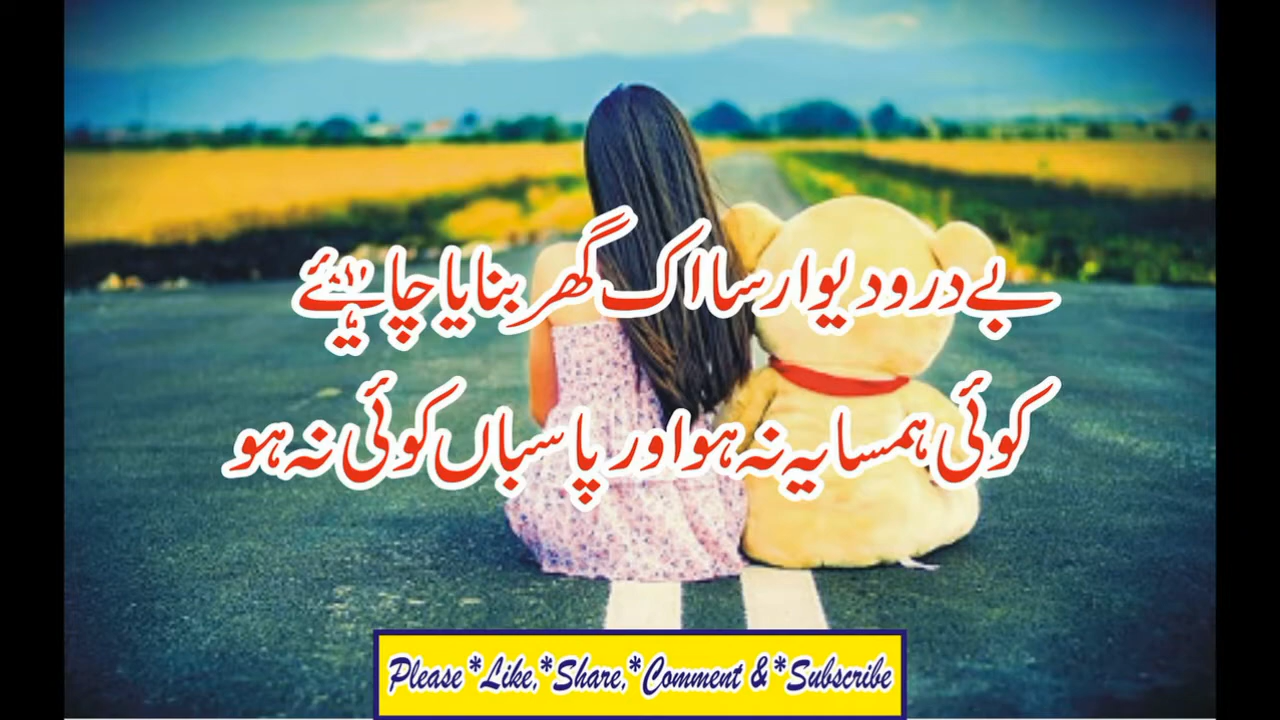 بے در و دیوار سا اک گھر بنایا چاہئے
کوئی ہمسایہ نہ ہو اور پاسباں کوئی نہ ہو
Please*Like,*Share,*Comment &*Subscribe